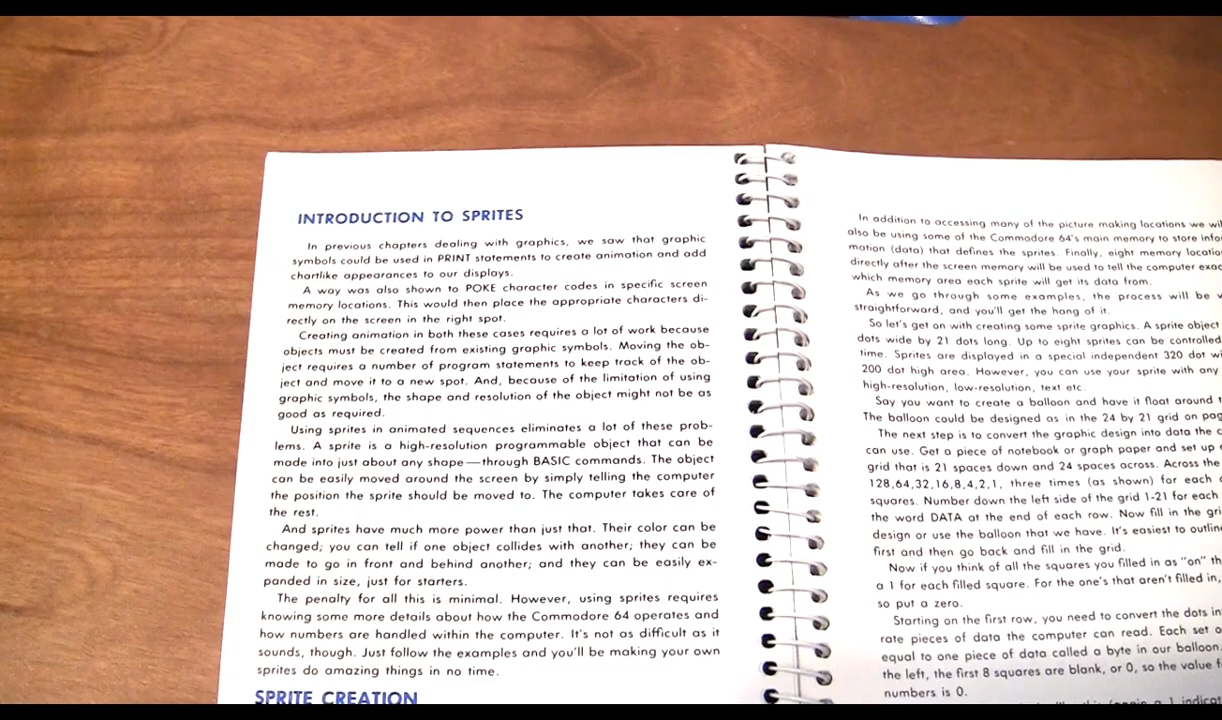 INTRODUCTION TO SPRITES
In previous chapters dealing with graphics, we saw that graphic
symbols could be used in PRINT statements to create animation and add
chartlike appearances to our displays.
A way was also shown to POKE character codes in specific screen
memory locations. This would then place the appropriate characters di-
rectly on the screen in the right spot.
Creating animation in both these cases requires a lot of work because
objects must be created from existing graphic symbols. Moving the ob-
ject requires a number of program statements to keep track of the ob-
ject and move it to a new spot. And, because of the limitation of using
graphic symbols, the shape and resolution of the object might not be as
good as required.
Using sprites in animated sequences eliminates a lot of these prob-
lems. A sprite is a high-resolution programmable object that can be
made into just about any shape—through BASIC commands. The object
can be easily moved around the screen by simply telling the computer
the position the sprite should be moved to. The computer takes care of
the rest.
And sprites have much more power than just that. Their color can be
changed; you can tell if one object collides with another; they can be
made to go in front and behind another; and they can be easily ex-
panded in size, just for starters.
The penalty for all this is minimal. However, using sprites requires
knowing some more details about how the Commodore 64 operates and
how numbers are handled within the computer. It's not as difficult as it
sounds, though. Just follow the examples and you'll be making your own
sprites do amazing things in no time.
SPRITE CREATION
In addition to accessing many of the picture making locations we
also be using some of the Commodore 64's main memory to store
mation (data) that defines the sprites. Finally, eight memory
directly after the screen memory will be used to tell the computer
which memory area each sprite will get its data from.
As we go through some examples, the process will be
straightforward, and you'll get the hang of it.
So let's get on with creating some sprite graphics. A sprite object
dots wide by 21 dots long. Up to eight sprites can be controlled
time. Sprites are displayed in a special independent 320 dot
200 dot high area. However, you can use your sprite with any
high-resolution, low-resolution, text etc.
Say you want to create a balloon and have it float around
The balloon could be designed as in the 24 by 21 grid on
The next step is to convert the graphic design into data the
can use. Get a piece of notebook or graph paper and set up
grid that is 21 spaces down and 24 spaces across. Across the
128,64,32,16,8,4,2,1, three times (as shown) for each
squares. Number down the left side of the grid 1-21 for each
the word DATA at the end of each row. Now fill in the
design or use the balloon that we have. It's easiest to
first and then go back and fill in the grid.
Now if you think of all the squares you filled in as "on"
a 1 for each filled square. For the one's that aren't filled in,
so put a zero.
Starting on the first row, you need to convert the dots
rate pieces of data the computer can read. Each set
equal to one piece of data called a byte in our balloon.
the left, the first 8 squares are blank, or 0, so the value
numbers is 0.